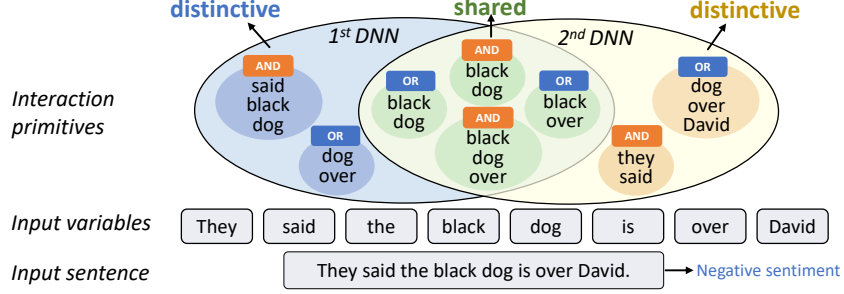 distinctive
shared
distinctive
1st DNN
2nd DNN
Interaction
primitives
AND
said
black
dog
OR
dog
over
OR
black
dog
AND
black
dog
AND
black
dog
over
OR
black
over
AND
they
said
OR
dog
over
David
Input variables
They said the black dog is over David
Input sentence
They said the black dog is over David.
Negative sentiment